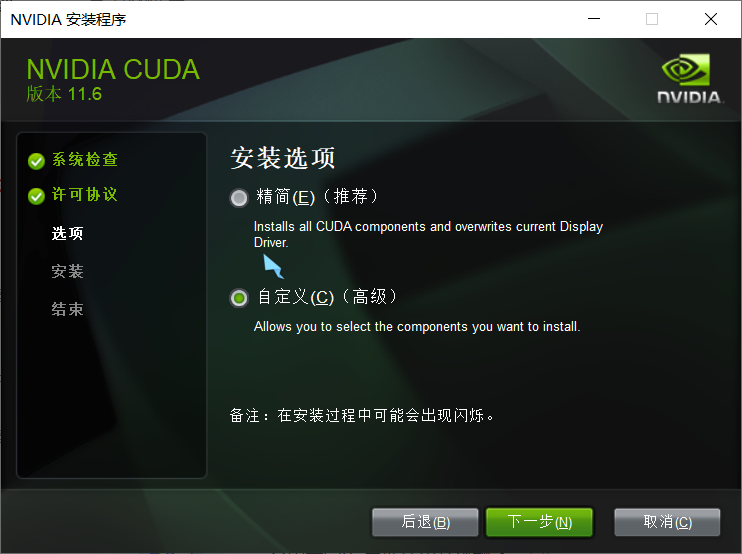 NVIDIA 安装程序
NVIDIA CUDA
版本 11.6
NVIDIA.
系统检查
许可协议
选项
安装
结束
安装选项
精简(E)（推荐）
Installs all CUDA components and overwrites current Display
Driver.
自定义(C)（高级）
Allows you to select the components you want to install.
备注：在安装过程中可能会出现闪烁。
后退(B)
下一步(N)
取消(C)